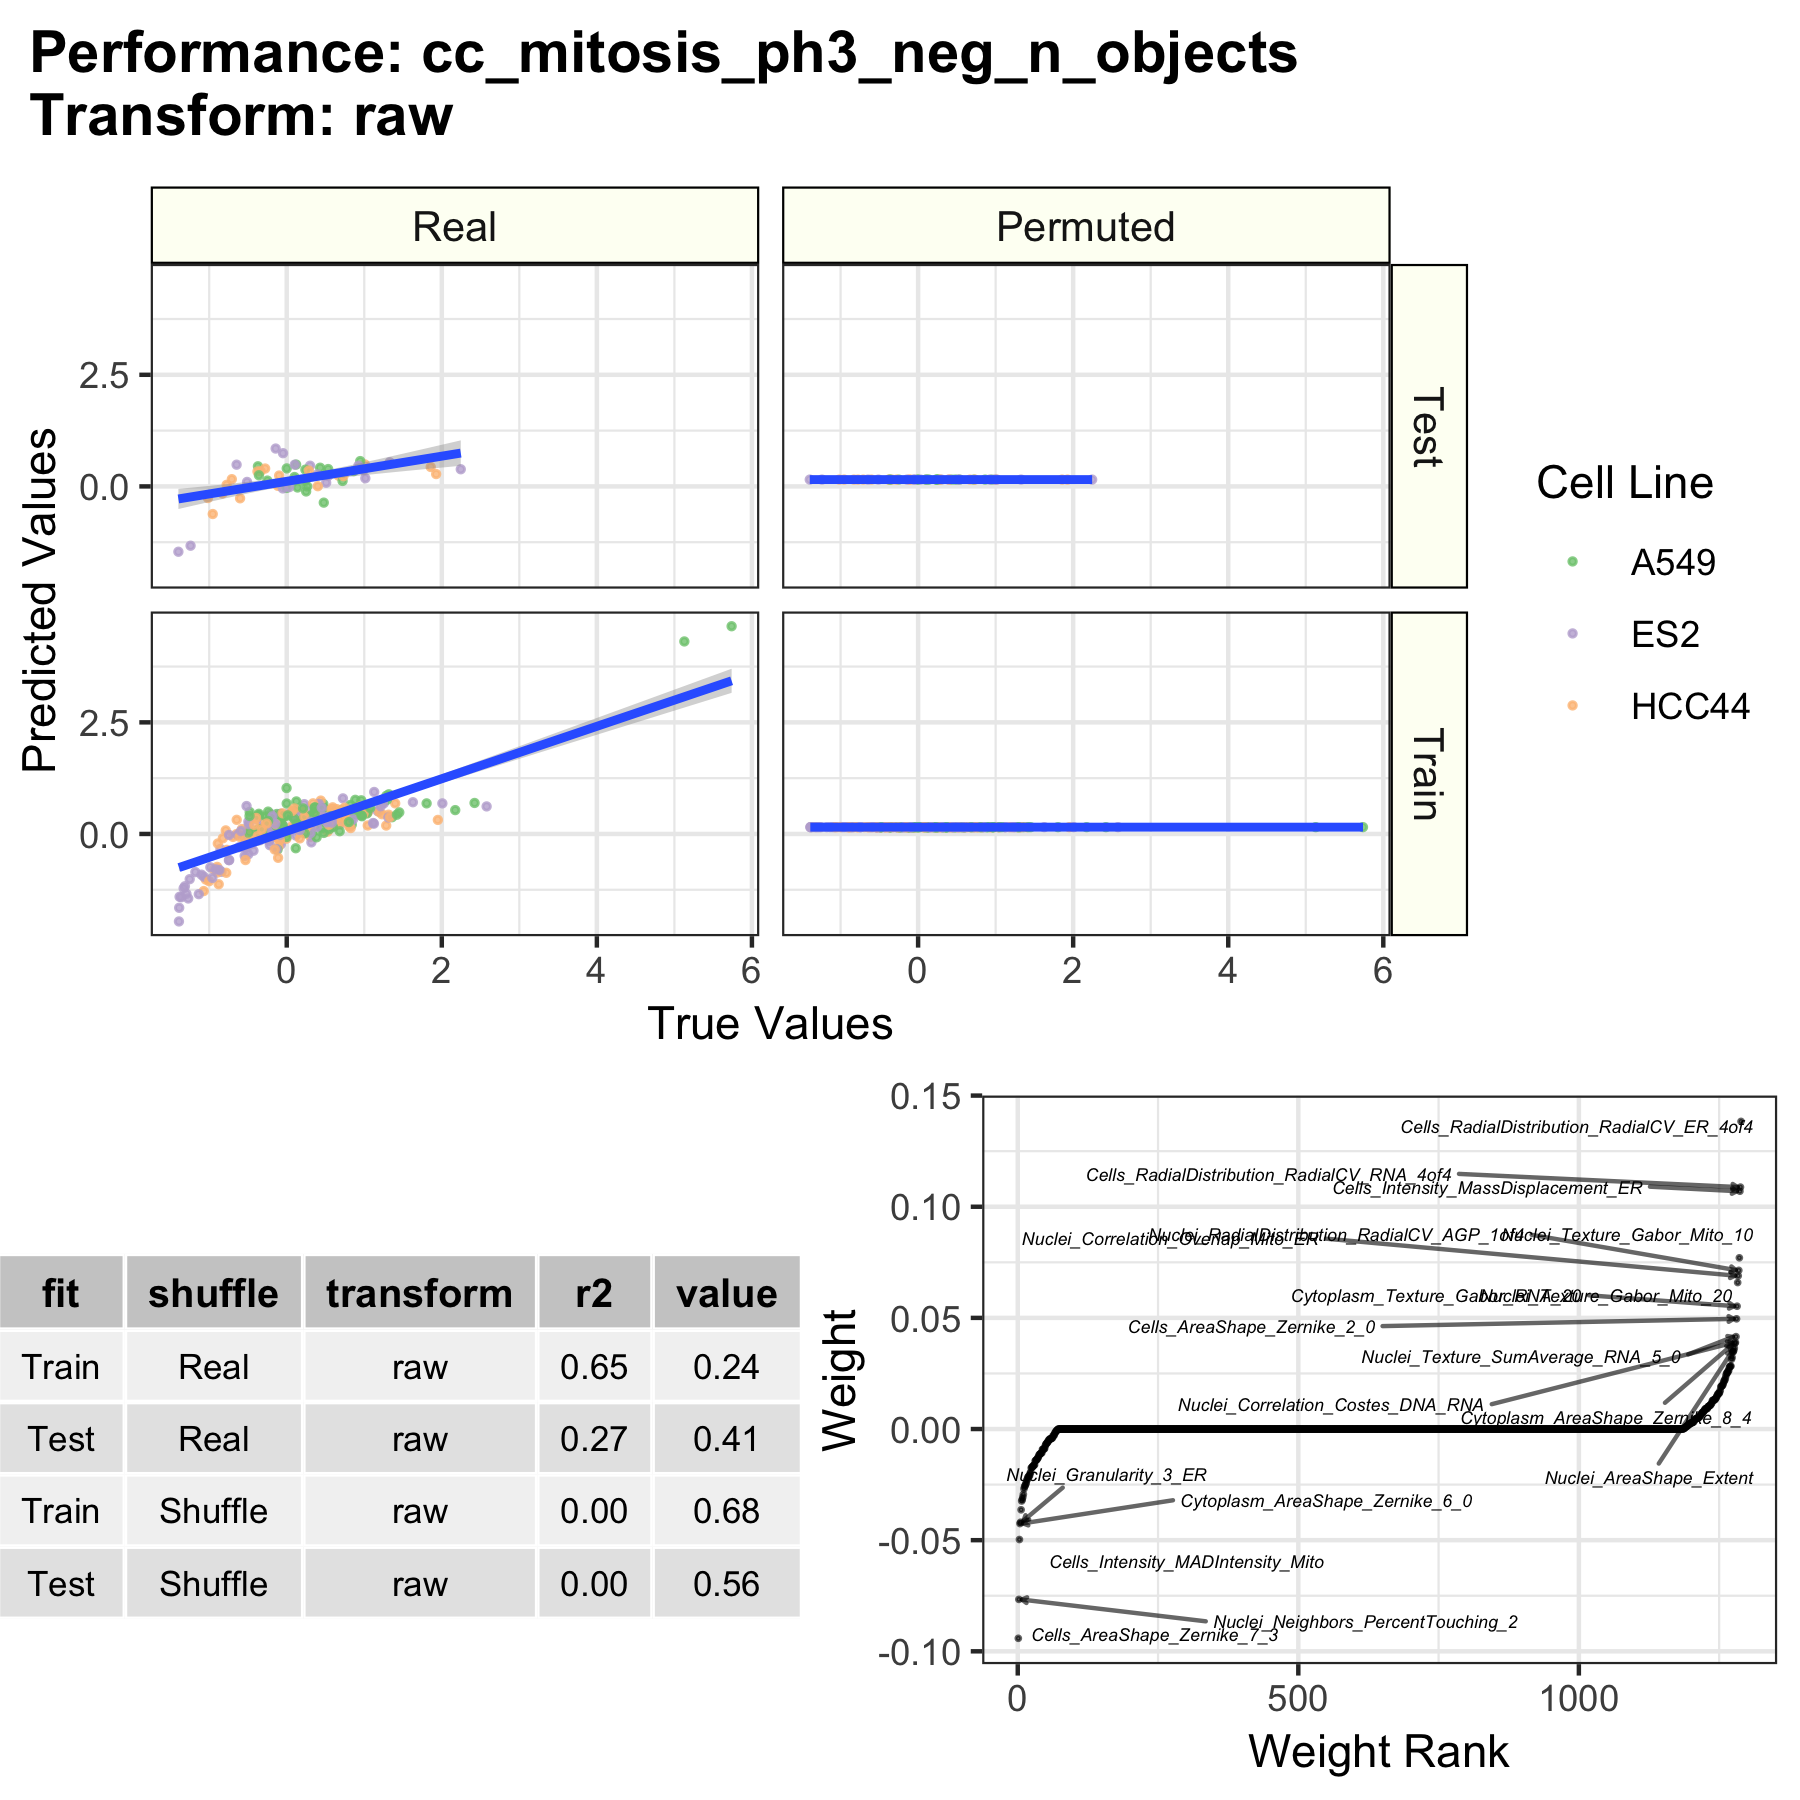 Performance: cc_mitosis_ph3_neg_n_objects
Transform: raw
Real
Permuted
2.5
0.0
Test
2.5
0.0
Train
Predicted Values
0 2 4 6
0 2 4 6
True Values
Cell Line
A549
ES2
HCC44
fit shuffle transform r2 value
Train Real raw 0.65 0.24
Test Real raw 0.27 0.41
Train Shuffle raw 0.00 0.68
Test Shuffle raw 0.00 0.56
Weight
0.15
0.10
0.05
0.00
-0.05
-0.10
Cells_RadialDistribution_RadialCV_ER_4of4
Cells_RadialDistribution_RadialCV_RNA_4of4
Cells_Intensity_MassDisplacement_ER
Nuclei_Correlation_Overlap_Mito_ER
Nuclei_RadialDistribution_RadialCV_AGP_1of4
Nuclei_Texture_Gabor_Mito_10
Cytoplasm_Texture_Gabor_RNA_20
Nuclei_Texture_Gabor_Mito_20
Cells_AreaShape_Zernike_2_0
Nuclei_Texture_SumAverage_RNA_5_0
Nuclei_Correlation_Costes_DNA_RNA
Cytoplasm_AreaShape_Zernike_8_4
Nuclei_Granularity_3_ER
Nuclei_AreaShape_Extent
Cytoplasm_AreaShape_Zernike_6_0
Cells_Intensity_MADIntensity_Mito
Nuclei_Neighbors_PercentTouching_2
Cells_AreaShape_Zernike_7_3
0 500 1000
Weight Rank